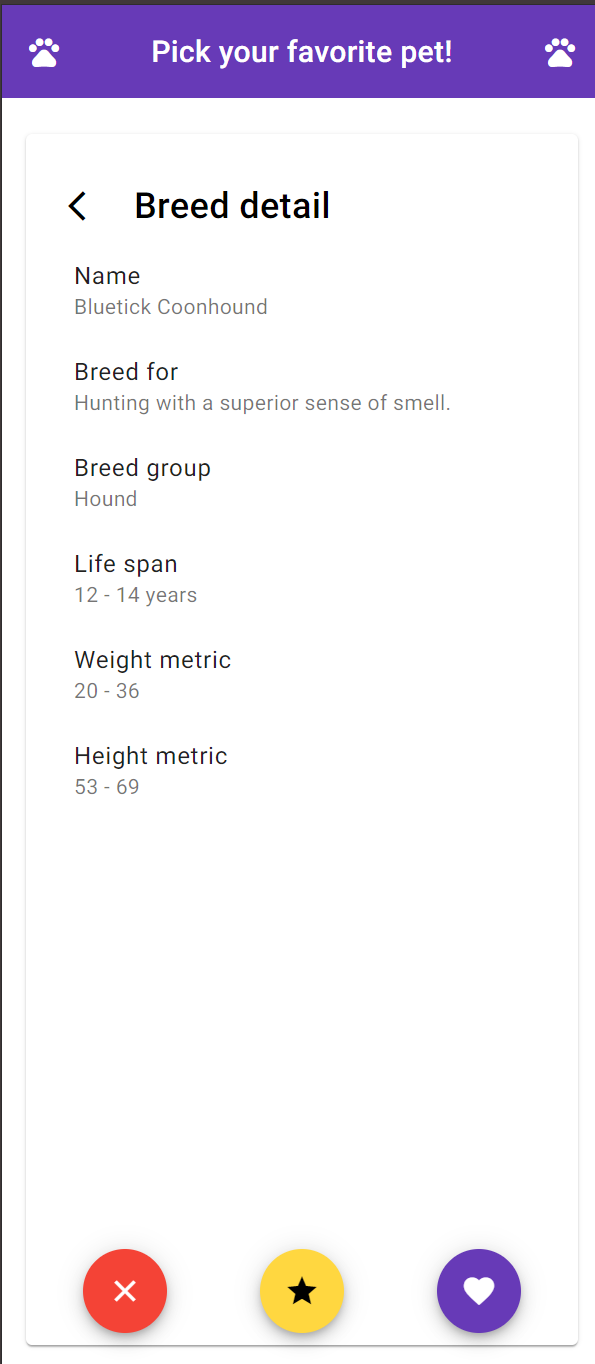 Pick your favorite pet!
Breed detail
Name
Bluetick Coonhound
Breed for
Hunting with a superior sense of smell.
Breed group
Hound
Life span
12 - 14 years
Weight metric
20 - 36
Height metric
53 - 69